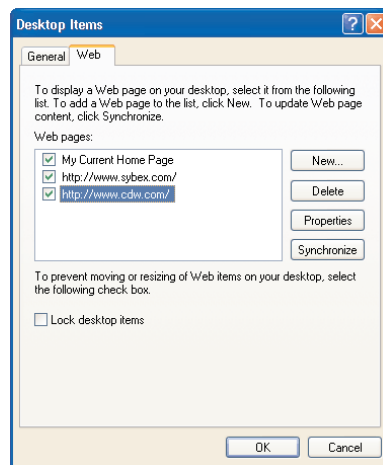 Desktop Items
General Web
To display a Web page on your desktop, select it from the following
list. To add a Web page to the list, click New. To update Web page
content, click Synchronize.
Web pages:
My Current Home Page
http://www.sybex.com/
http://www.cdw.com/
New...
Delete
Properties
Synchronize
To prevent moving or resizing of Web items on your desktop, select
the following check box.
Lock desktop items
OK Cancel